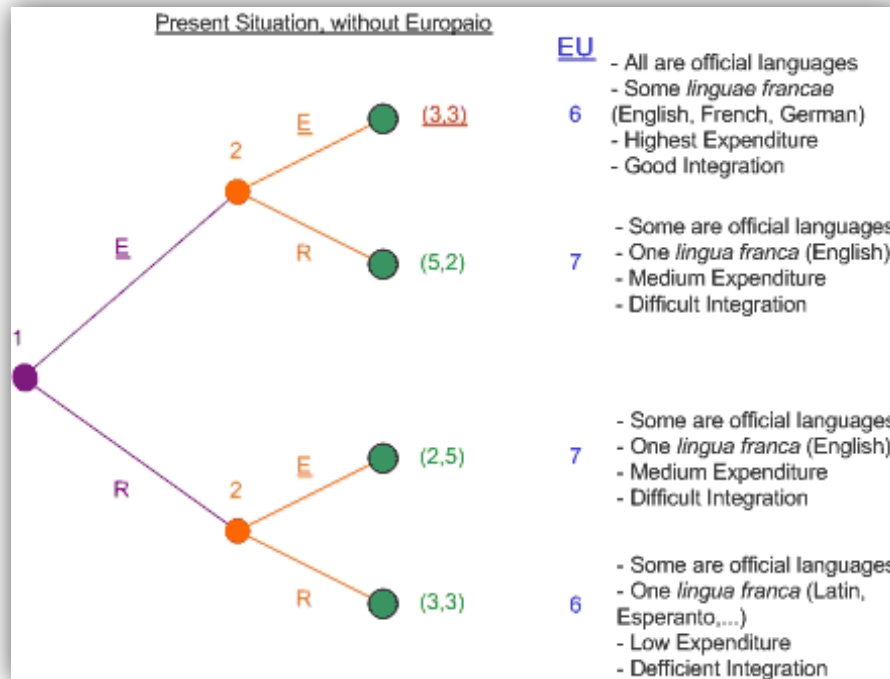 Present Situation, without Europaio
EU
- All are official languages
- Some linguae francae
(English, French, German)
- Highest Expenditure
- Good Integration
E
(3,3)
6
2
- Some are official languages
- One lingua franca (English)
- Medium Expenditure
- Difficult Integration
E
R
(5,2)
7
1
- Some are official languages
- One lingua franca (English)
- Medium Expenditure
- Difficult Integration
E
(2,5)
7
R
2
- Some are official languages
- One lingua franca (Latin,
Esperanto,...)
- Low Expenditure
- Defficient Integration
R
(3,3)
6